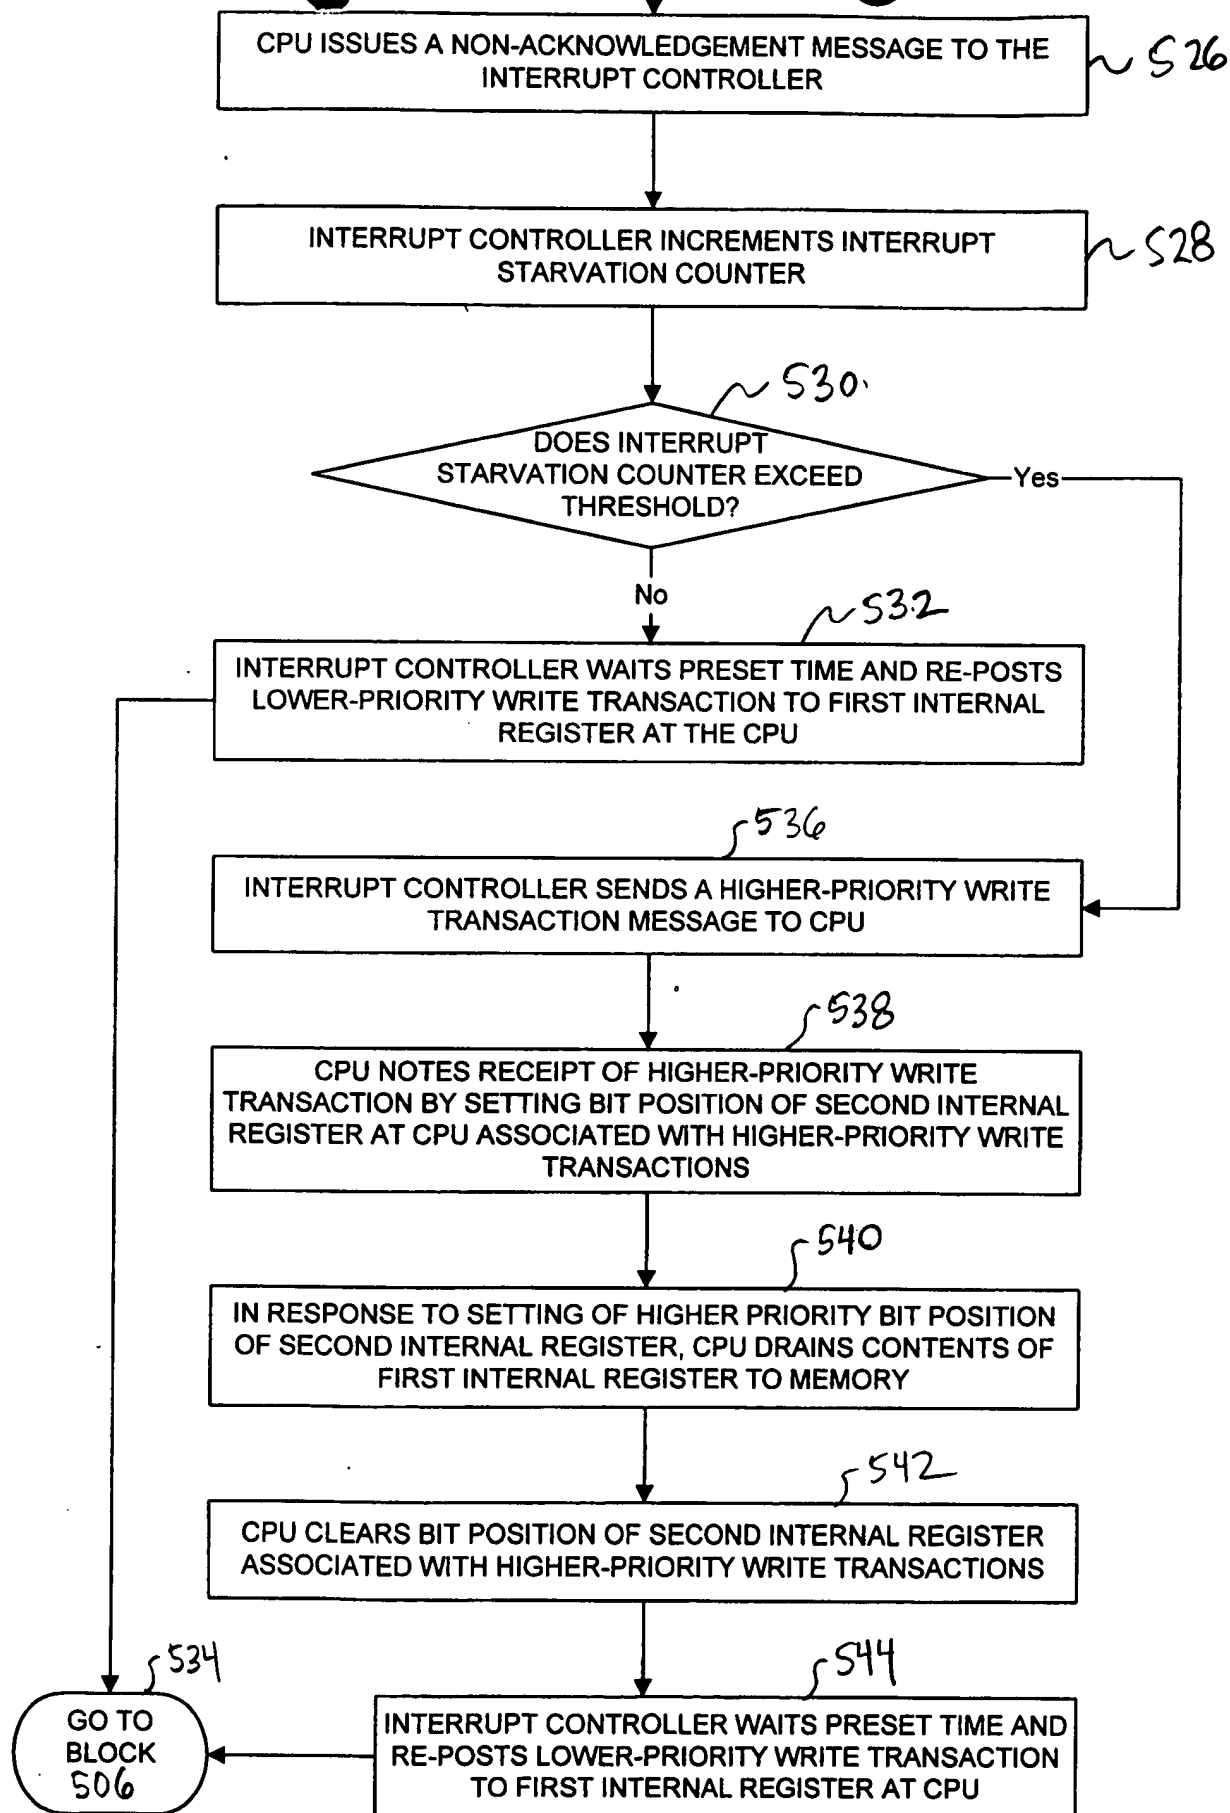 CPU ISSUES A NON-ACKNOWLEDGEMENT MESSAGE TO THE
INTERRUPT CONTROLLER
526
INTERRUPT CONTROLLER INCREMENTS INTERRUPT
STARVATION COUNTER
528
530
DOES INTERRUPT
STARVATION COUNTER EXCEED
THRESHOLD?
Yes
No
532
INTERRUPT CONTROLLER WAITS PRESET TIME AND RE-POSTS
LOWER-PRIORITY WRITE TRANSACTION TO FIRST INTERNAL
REGISTER AT THE CPU
536
INTERRUPT CONTROLLER SENDS A HIGHER-PRIORITY WRITE
TRANSACTION MESSAGE TO CPU
538
CPU NOTES RECEIPT OF HIGHER-PRIORITY WRITE
TRANSACTION BY SETTING BIT POSITION OF SECOND INTERNAL
REGISTER AT CPU ASSOCIATED WITH HIGHER-PRIORITY WRITE
TRANSACTIONS
540
IN RESPONSE TO SETTING OF HIGHER PRIORITY BIT POSITION
OF SECOND INTERNAL REGISTER, CPU DRAINS CONTENTS OF
FIRST INTERNAL REGISTER TO MEMORY
542
CPU CLEARS BIT POSITION OF SECOND INTERNAL REGISTER
ASSOCIATED WITH HIGHER-PRIORITY WRITE TRANSACTIONS
534
GO TO
BLOCK
506
544
INTERRUPT CONTROLLER WAITS PRESET TIME AND
RE-POSTS LOWER-PRIORITY WRITE TRANSACTION
TO FIRST INTERNAL REGISTER AT CPU